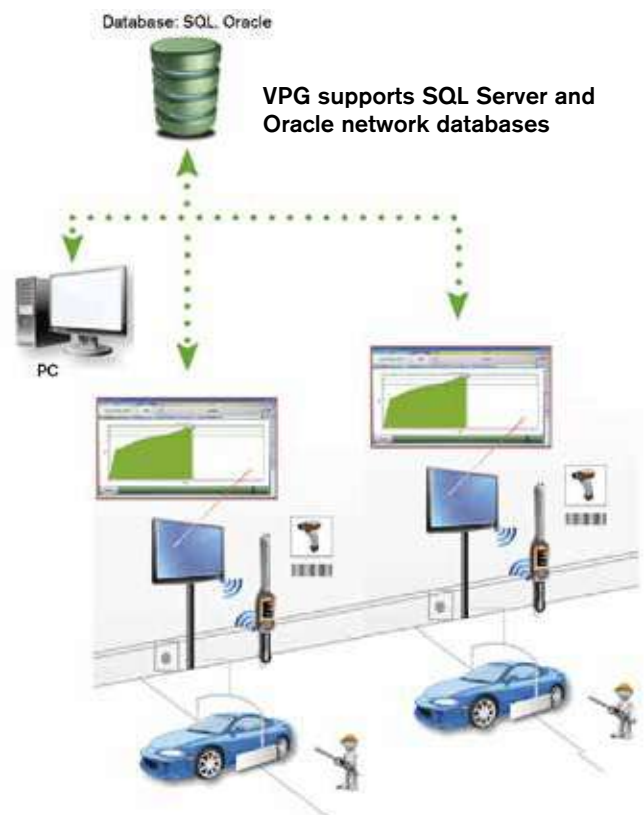 Database: SQL, Oracle
VPG supports SQL Server and
Oracle network databases
PC